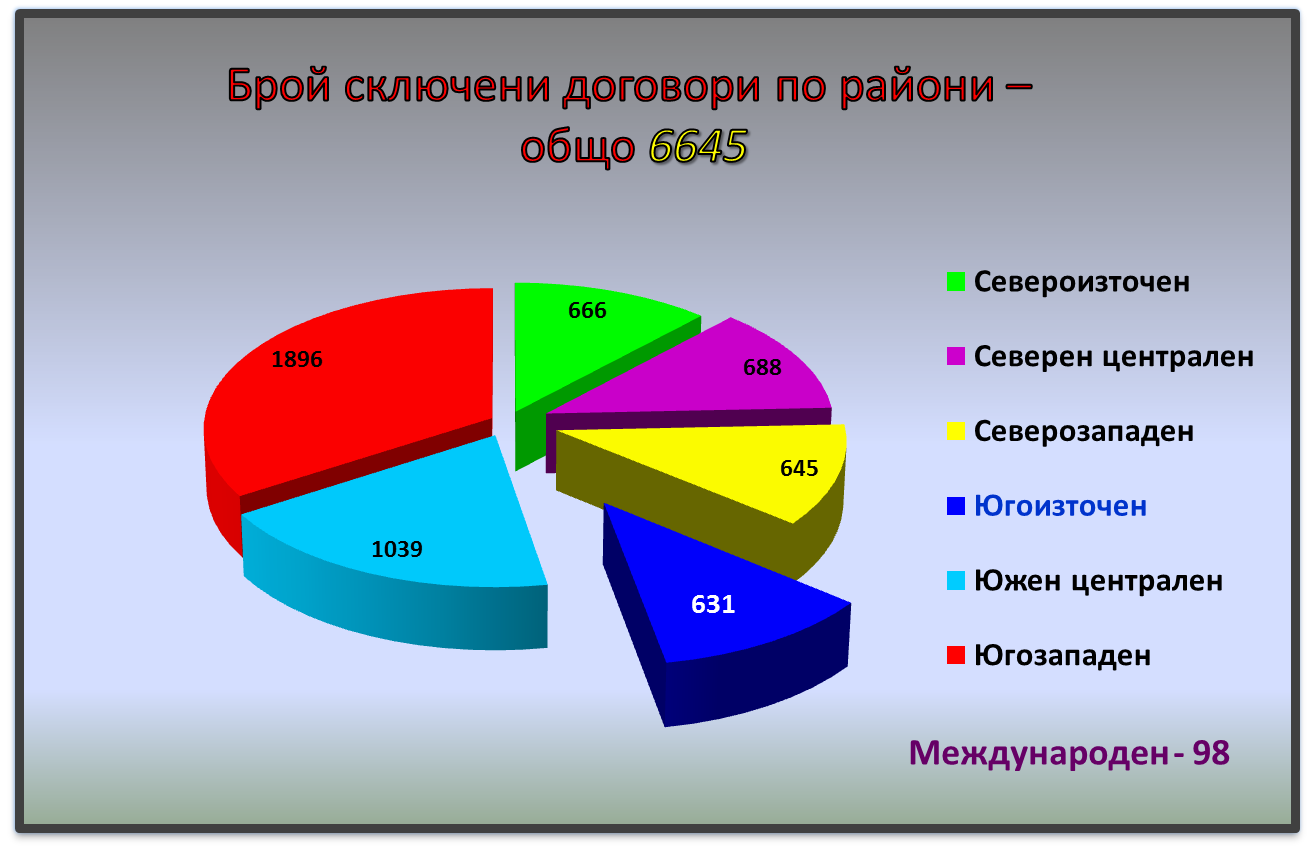 Брой сключени договори по райони –
общо 6645
666
688
1896
645
1039
631
Североизточен
Северен централен
Северозападен
Югоизточен
Южен централен
Югозападен
Международен - 98